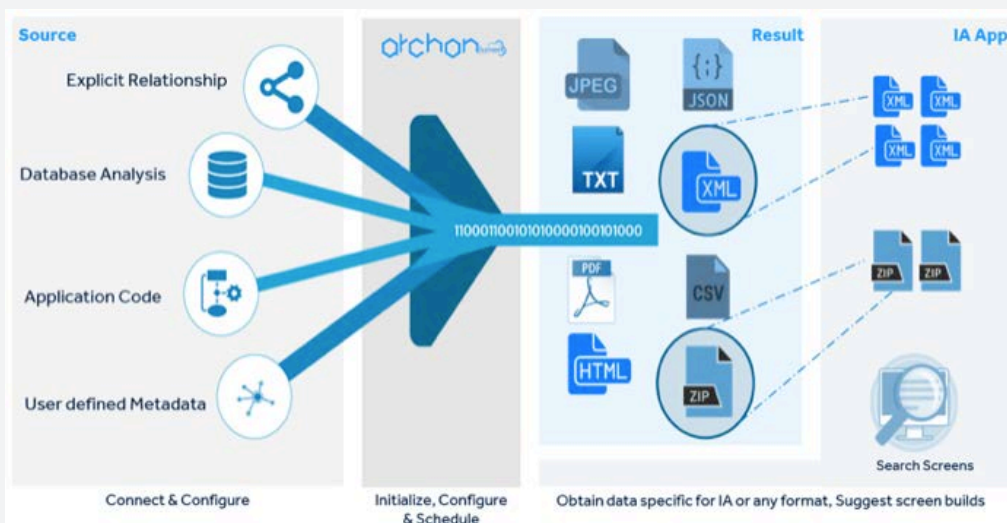 Source
Explicit Relationship
Database Analysis
Application Code
User defined Metadata
Connect & Configure
archon
Initialize, Configure
& Schedule
110001100101010000100101000
Result
JPEG
{;}
JSON
TXT
XML
PDF
CSV
HTML
ZIP
IA App
XML
XML
XML
XML
ZIP
ZIP
Search Screens
Obtain data specific for IA or any format, Suggest screen builds